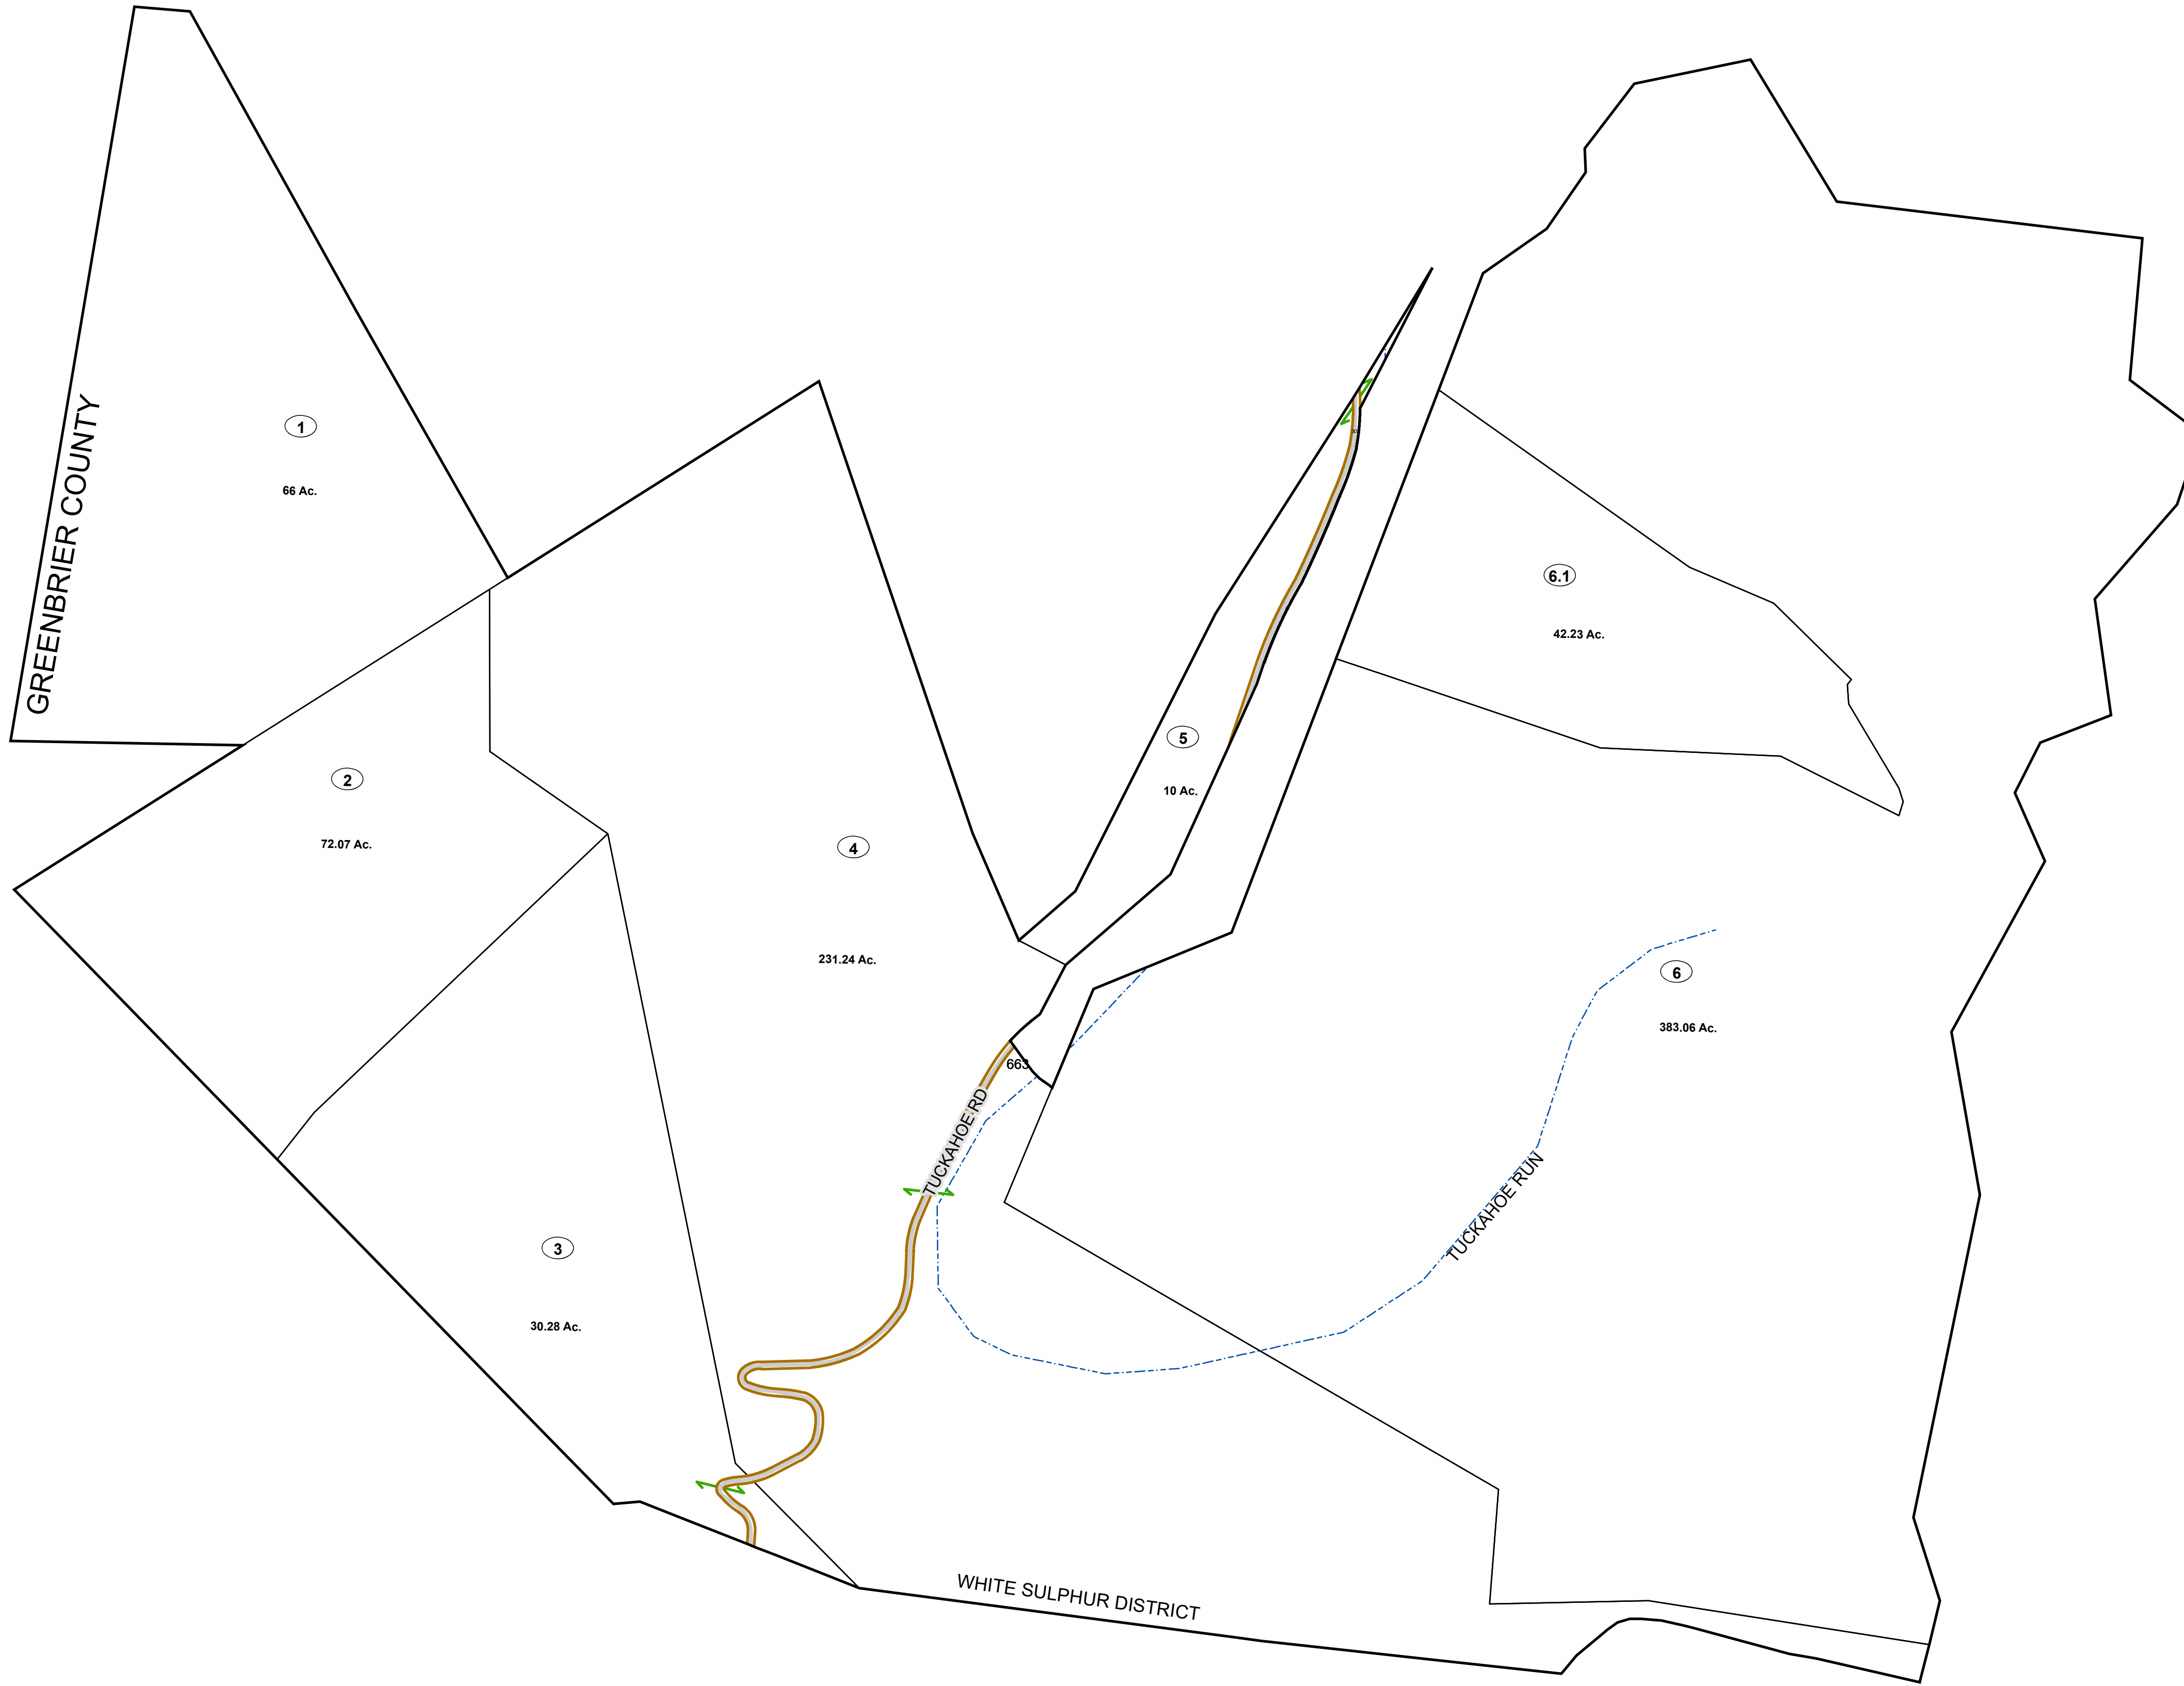 GREENBRIER COUNTY
1
66 Ac.
6.1
42.23 Ac.
5
10 Ac.
2
72.07 Ac.
4
231.24 Ac.
6
383.06 Ac.
663
TUCKAHOE RD
TUCKAHOE RUN
3
30.28 Ac.
WHITE SULPHUR DISTRICT